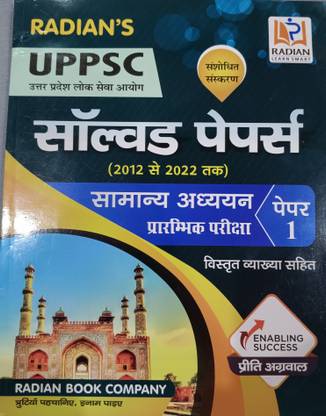 RADIAN'S
RADIAN
LEARN SMART
UPPSC
उत्तर प्रदेश लोक सेवा आयोग
संशोधित
संस्करण
सॉल्वड पेपर्स
(2012 से 2022 तक)
सामान्य अध्ययन
प्रारम्भिक परीक्षा
पेपर
1
विस्तृत व्याख्या सहित
ENABLING
SUCCESS
प्रीति अग्रवाल
RADIAN BOOK COMPANY
त्रुटियाँ पहचानिए, इनाम पाइए